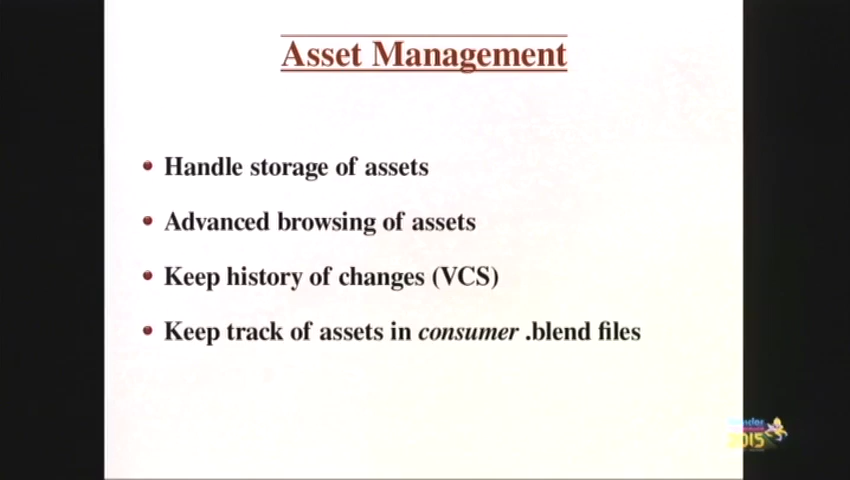 Asset Management
Handle storage of assets
Advanced browsing of assets
Keep history of changes (VCS)
Keep track of assets in consumer .blend files
2015